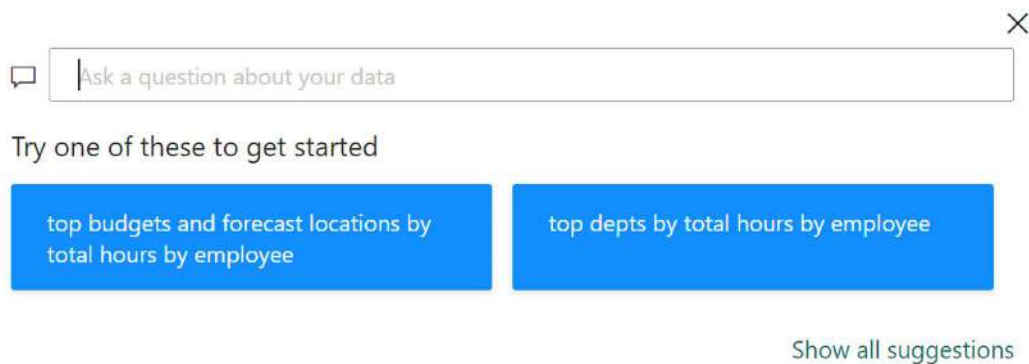 Ask a question about your data
Try one of these to get started
top budgets and forecast locations by
total hours by employee
top depts by total hours by employee
Show all suggestions